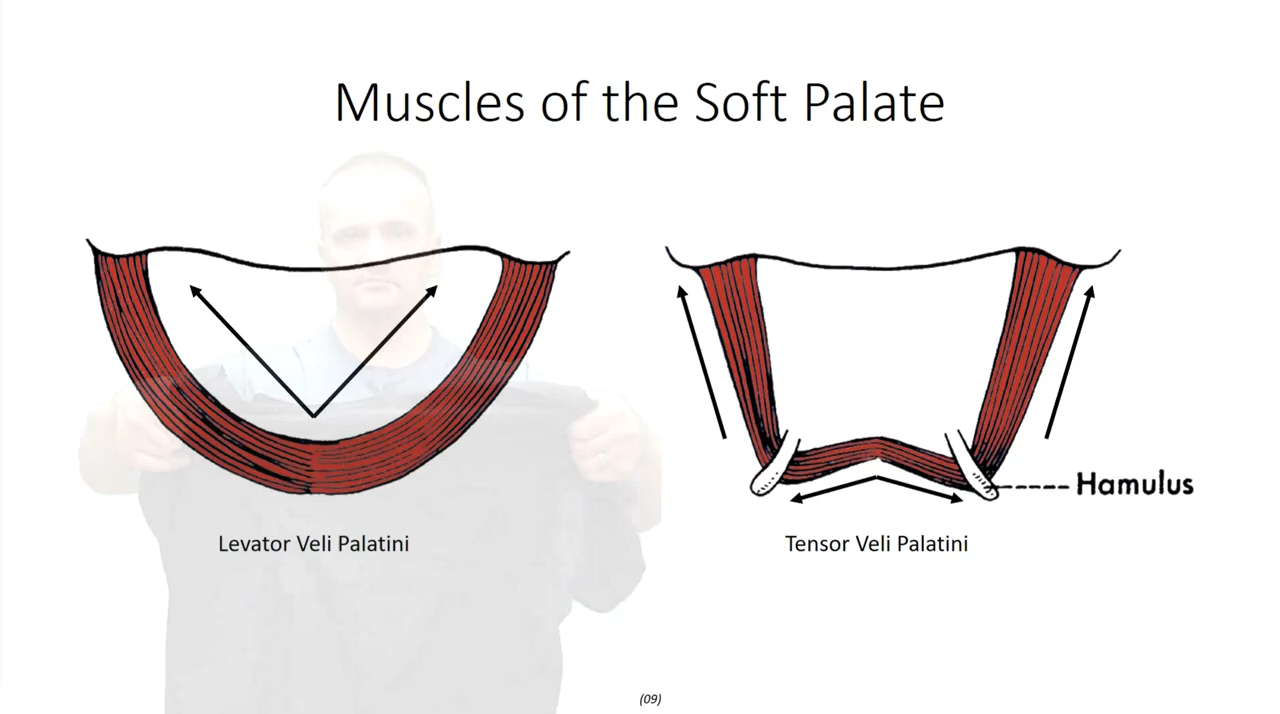 Muscles of the Soft Palate
Hamulus
Levator Veli Palatini
Tensor Veli Palatini
(09)